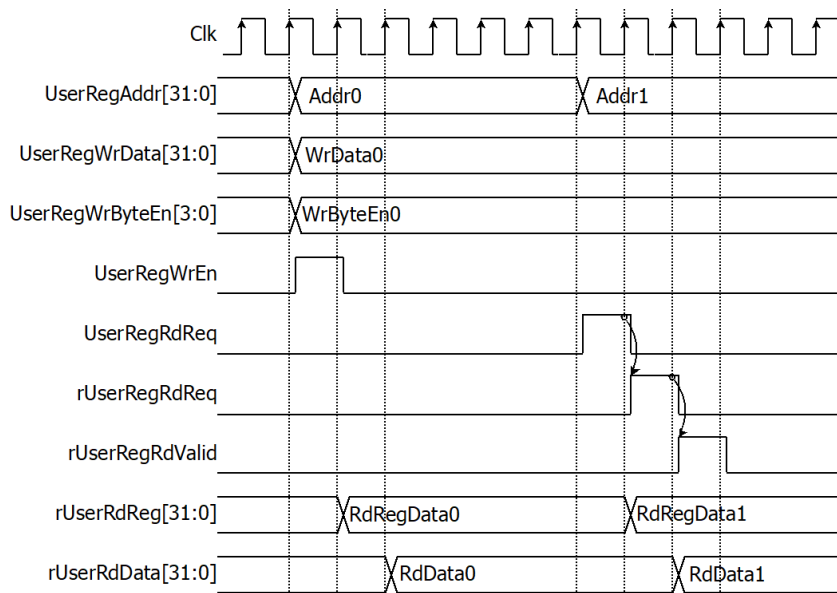 Clk
UserRegAddr[31:0] Addr0 Addr1
UserRegWrData[31:0] WrData0
UserRegWrByteEn[3:0] WrByteEn0
UserRegWrEn
UserRegRdReq
rUserRegRdReq
rUserRegRdValid
rUserRdReg[31:0] RdRegData0 RdRegData1
rUserRdData[31:0] RdData0 RdData1